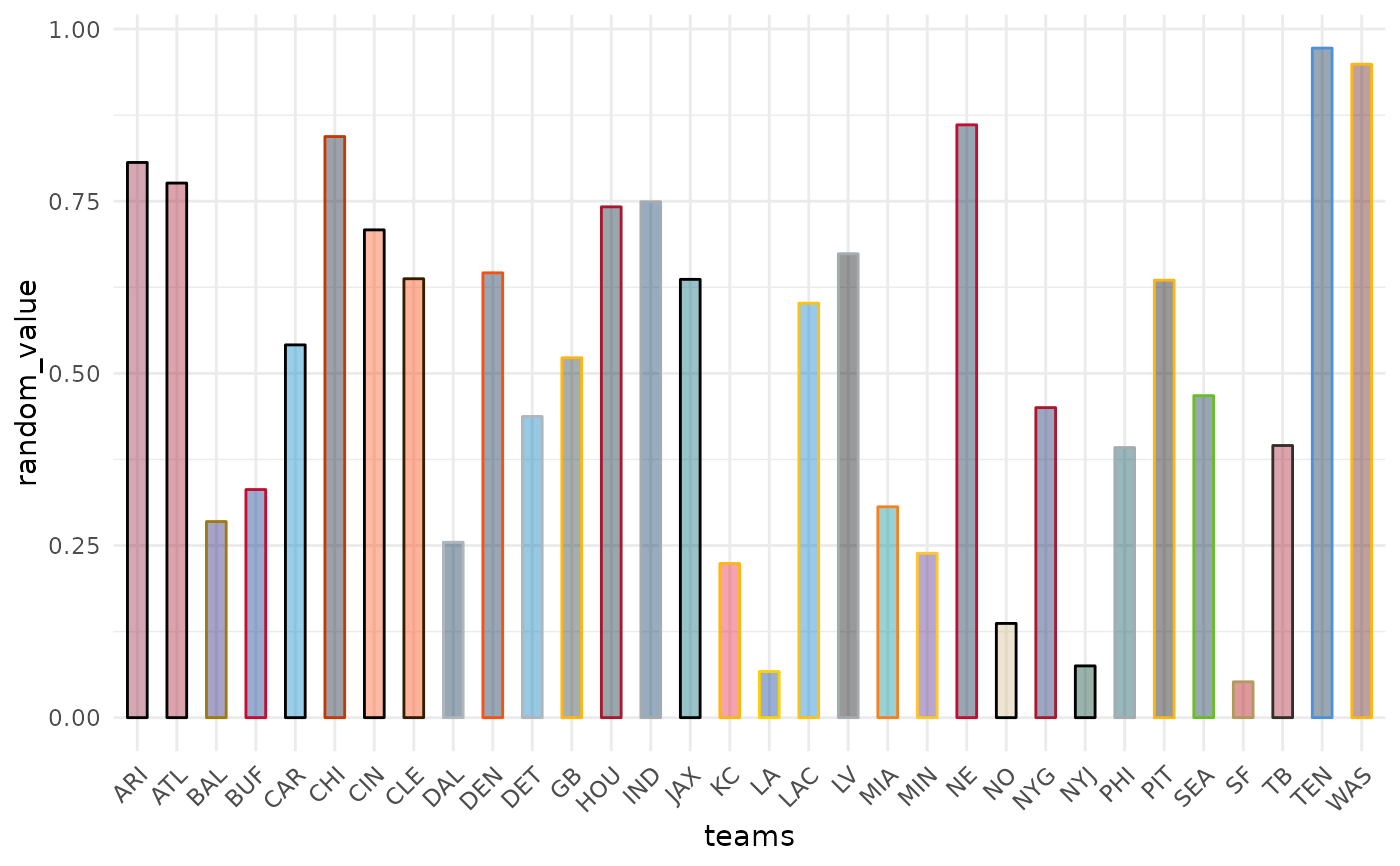 1.00
0.75
0.50
0.25
0.00
random_value
ARI ATL BAL BUF CAR CHI CIN CLE DAL DEN DET GB HOU IND JAX KC LA LAC LV MIA MIN NE NO NYG NYJ PHI PIT SEA SF TB TEN WAS
teams